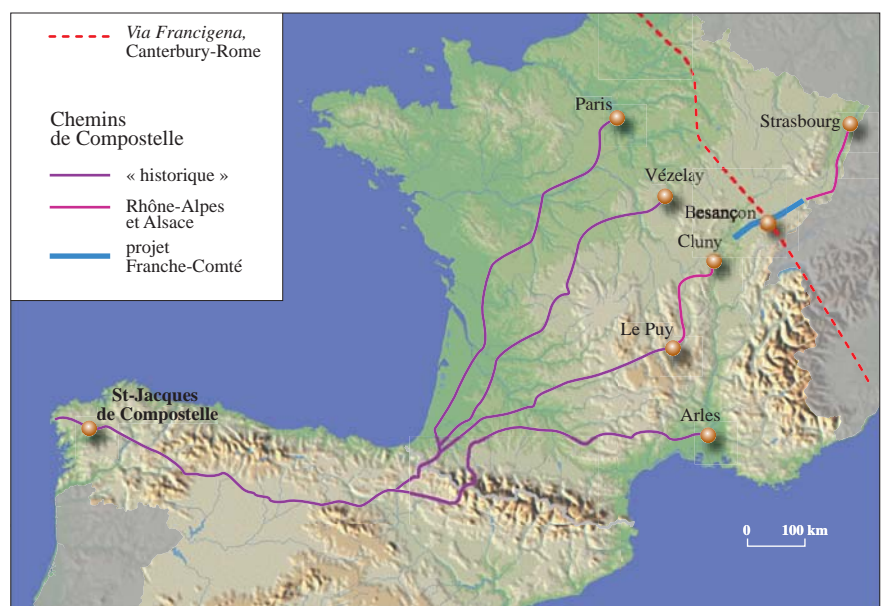 Via Francigena,
Canterbury-Rome
Chemins
de Compostelle
« historique »
Rhône-Alpes
et Alsace
projet
Franche-Comté
Paris
Strasbourg
Vézelay
Besançon
Cluny
Le Puy
St-Jacques
de Compostelle
Arles
0 100 km